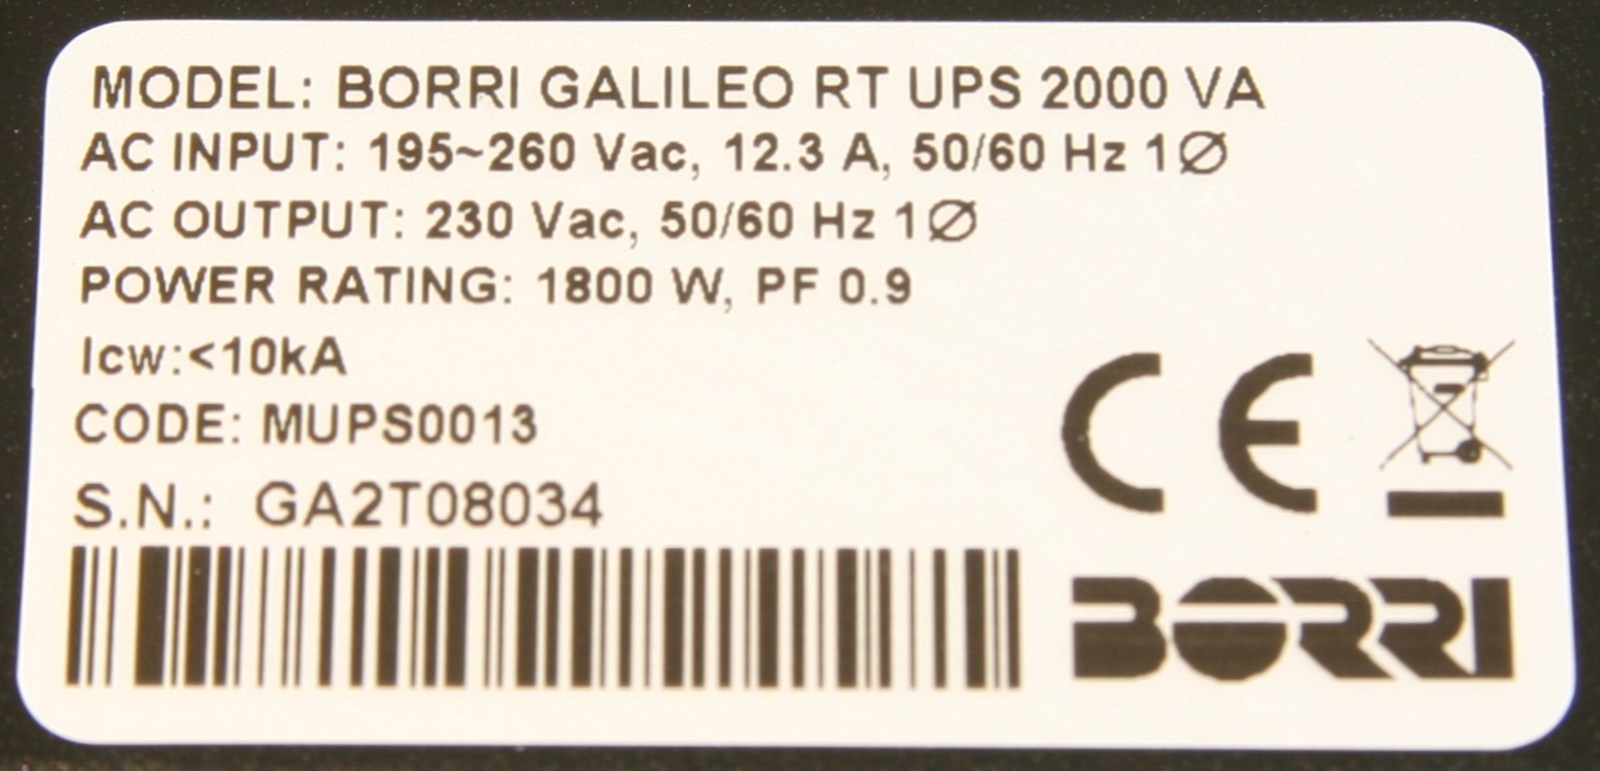 MODEL: BORRI GALILEO RT UPS 2000 VA
AC INPUT: 195~260 Vac, 12.3 A, 50/60 Hz 1Ø
AC OUTPUT: 230 Vac, 50/60 Hz 1Ø
POWER RATING: 1800 W, PF 0.9
Icw:<10kA
CODE: MUPS0013
S.N.: GA2T08034
CE
BORRI